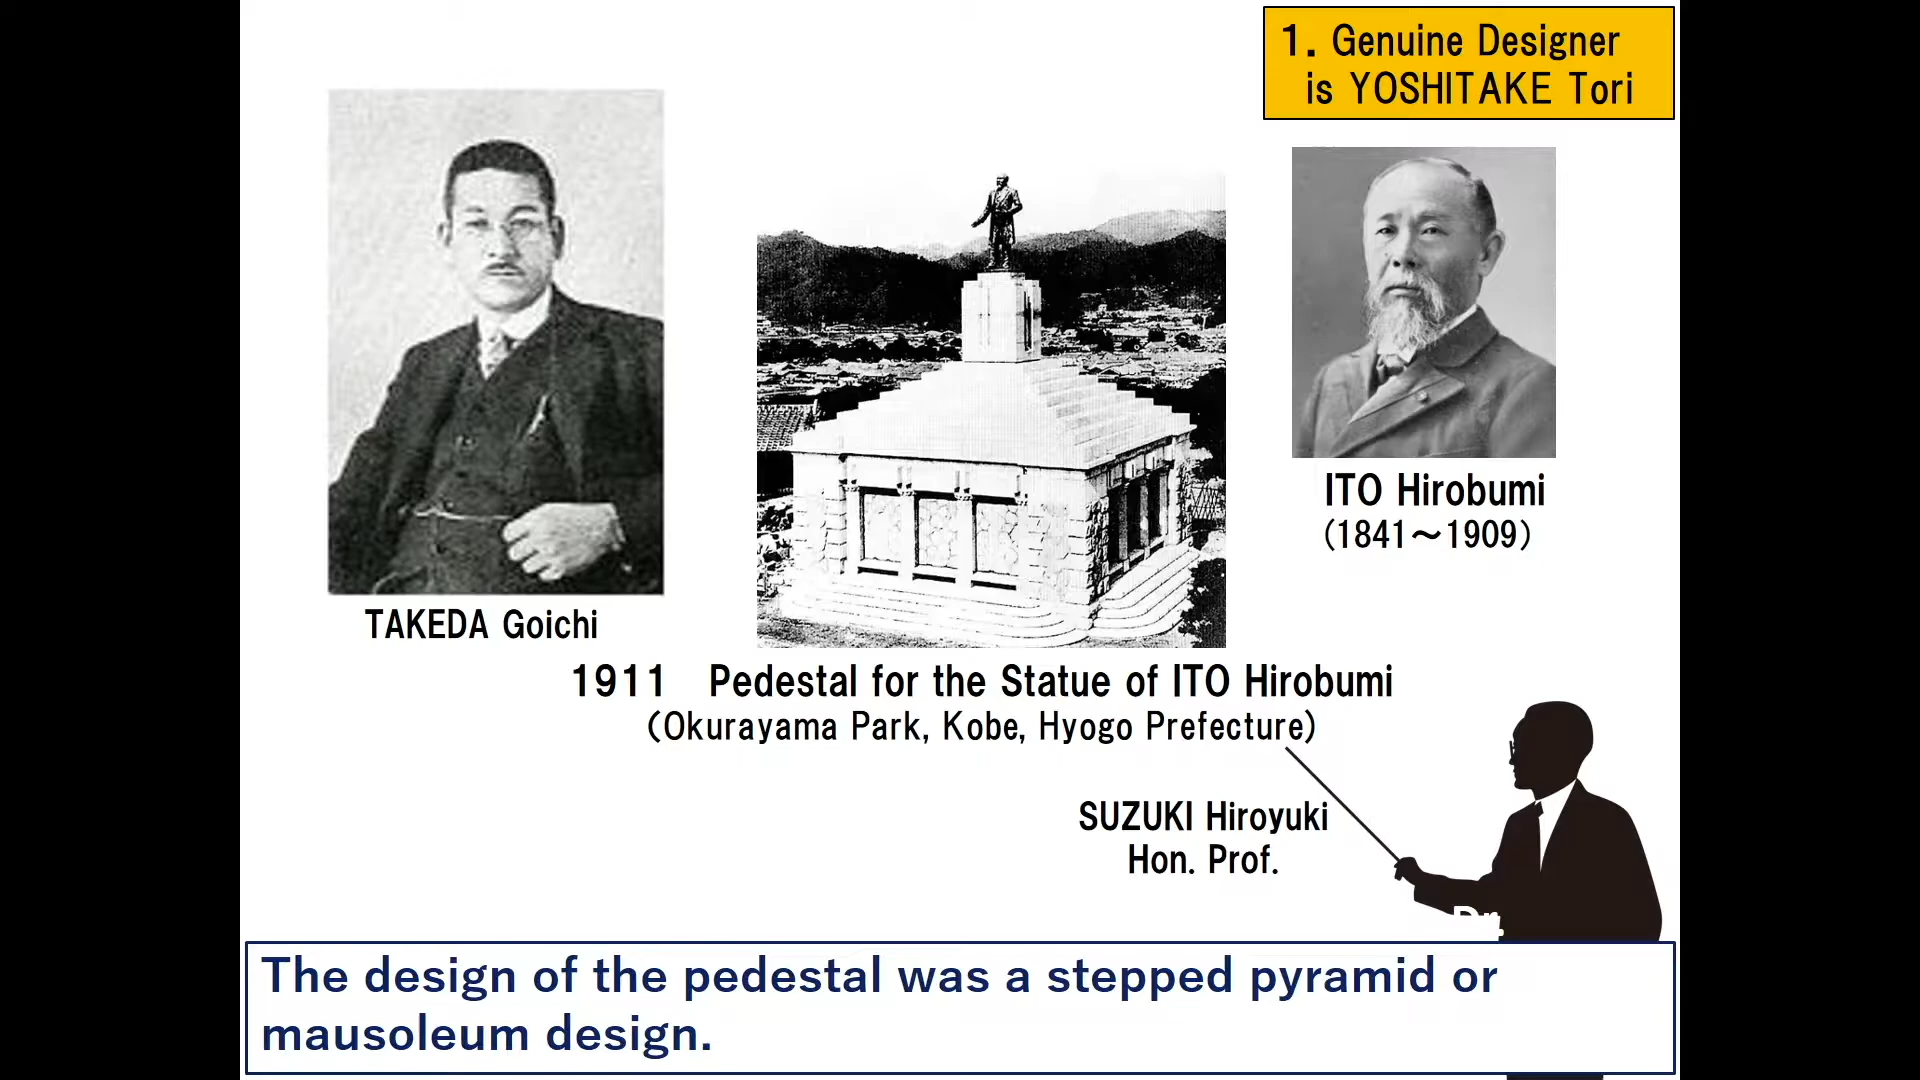 1. Genuine Designer
is YOSHITAKE Tori
ITO Hirobumi
(1841～1909)
TAKEDA Goichi
1911 Pedestal for the Statue of ITO Hirobumi
(Okurayama Park, Kobe, Hyogo Prefecture)
SUZUKI Hiroyuki
Hon. Prof.
Dr.
The design of the pedestal was a stepped pyramid or
mausoleum design.